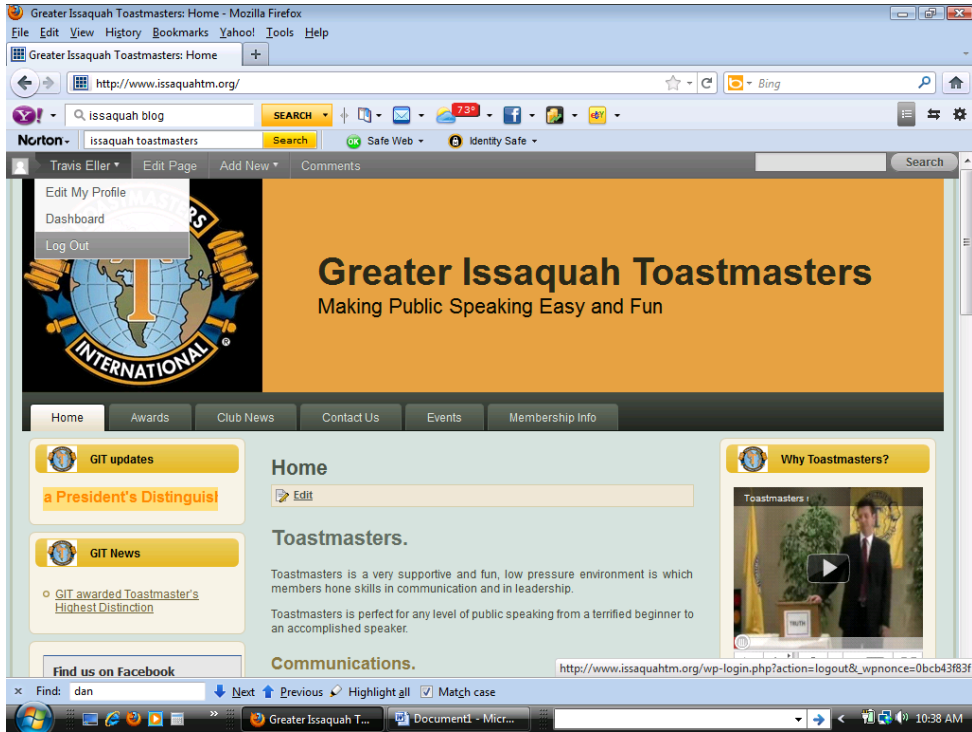 Greater Issaquah Toastmasters: Home - Mozilla Firefox
File Edit View History Bookmarks Yahoo! Tools Help
Greater Issaquah Toastmasters: Home +
http://www.issaquahtm.org/ Bing
Y! issaquah blog SEARCH 73° f eBY
Norton issaquah toastmasters Search OK Safe Web Identity Safe
Travis Eller Edit Page Add New Comments Search
Edit My Profile
Dashboard
Log Out
TOASTMASTERS
T
INTERNATIONAL ®
Greater Issaquah Toastmasters
Making Public Speaking Easy and Fun
Home Awards Club News Contact Us Events Membership Info
GIT updates
a President's Distinguis
GIT News
GIT awarded Toastmaster's
Highest Distinction
Find us on Facebook
Home
Edit
Toastmasters.
Toastmasters is a very supportive and fun, low pressure environment is which
members hone skills in communication and in leadership.
Toastmasters is perfect for any level of public speaking from a terrified beginner to
an accomplished speaker.
Communications.
Why Toastmasters?
Toastmasters
TRUTH
http://www.issaquahtm.org/wp-login.php?action=logout&_wpnonce=0bcb43f83f
× Find: dan Next Previous Highlight all Match case
Greater Issaquah T... Document1 - Micr... 10:38 AM